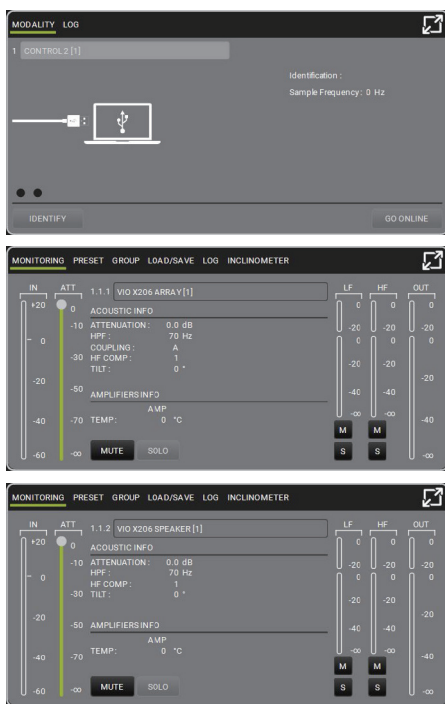 MODALITY LOG
1 CONTROL2 [1]
Identification :
Sample Frequency: 0 Hz
IDENTIFY GO ONLINE
MONITORING PRESET GROUP LOAD/SAVE LOG INCLINOMETER
IN ATT 1.1.1 VIO X206 ARRAY [1] LF HF OUT
+20 0 ACOUSTIC INFO 0 0 0
-10 ATTENUATION : 0.0 dB -20 -20 -20
0 HPF : 70 Hz 0 0 0
COUPLING : A
-30 HF COMP : 1 -20 -20
TILT : 0 °
-20 -20
-50 AMPLIFIERS INFO -40 -40
AMP
-40 -70 TEMP : 0 °C -∞ -∞ -40
M M
-60 -∞ MUTE SOLO S S -∞
MONITORING PRESET GROUP LOAD/SAVE LOG INCLINOMETER
IN ATT 1.1.2 VIO X206 SPEAKER [1] LF HF OUT
+20 0 ACOUSTIC INFO 0 0 0
-10 ATTENUATION : 0.0 dB -20 -20 -20
0 HPF : 70 Hz 0 0 0
HF COMP : 1
-30 TILT : 0 ° -20 -20
-20 -20
-50 AMPLIFIERS INFO -40 -40
AMP
-40 -70 TEMP: 0 °C -∞ -∞ -40
M M
-60 -∞ MUTE SOLO S S -∞